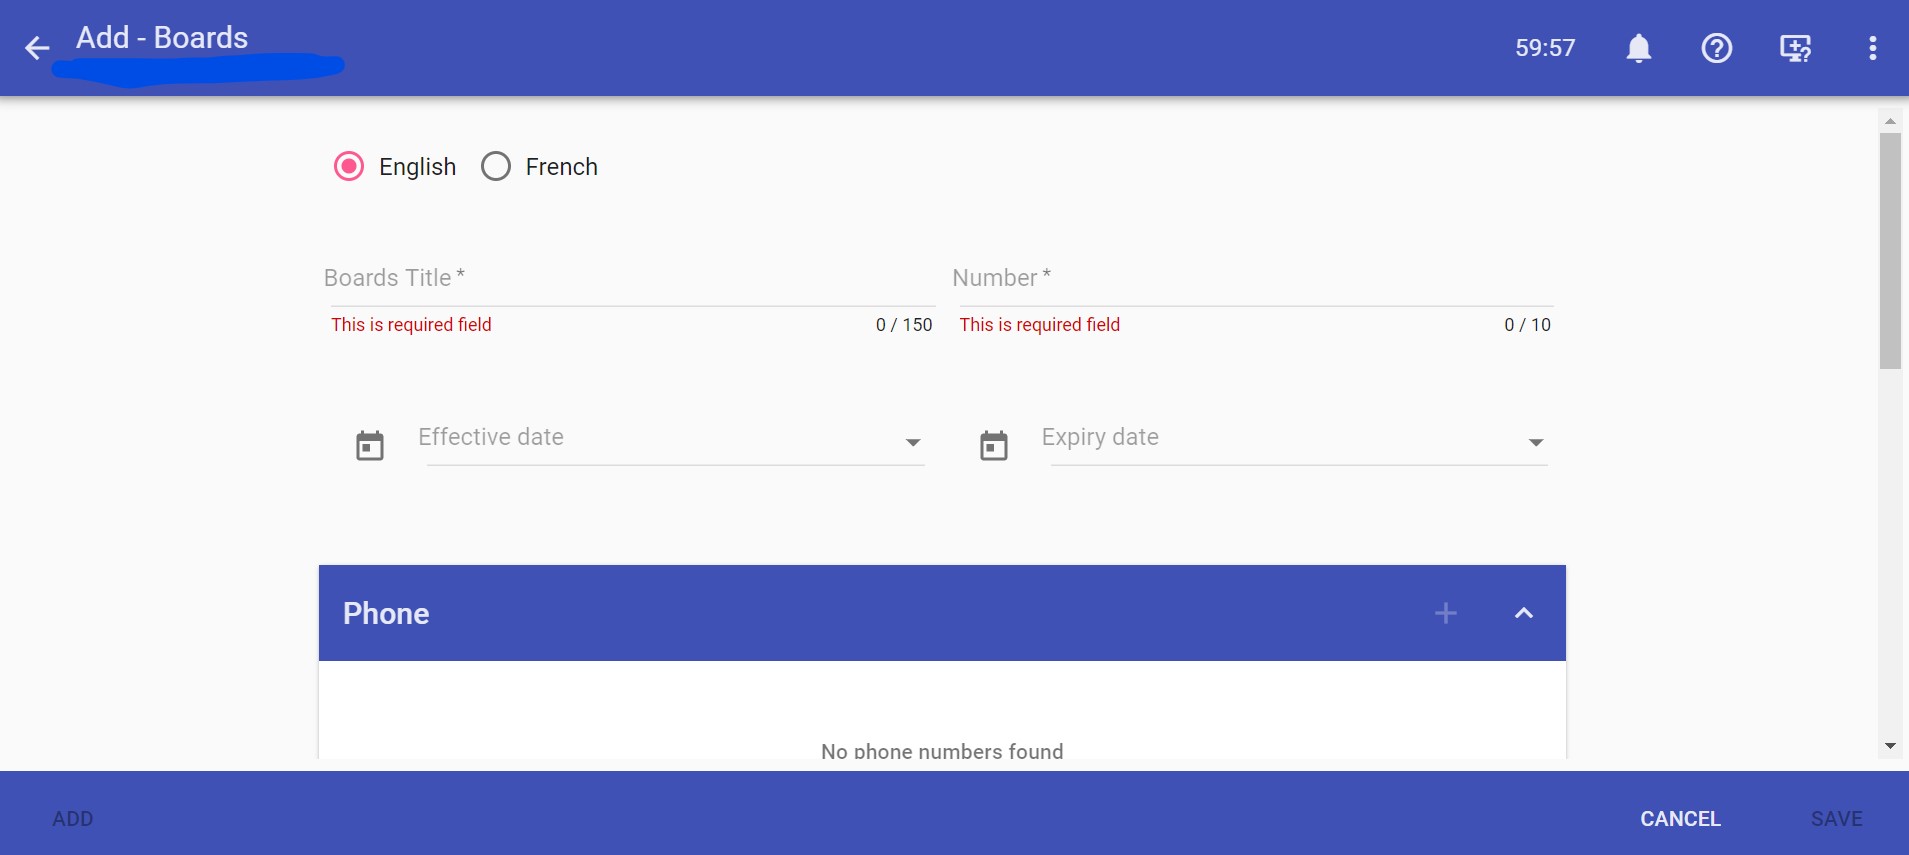 Add - Boards
59:57
English
French
Boards Title *
Number *
This is required field
0 / 150
This is required field
0 / 10
Effective date
Expiry date
Phone
No phone numbers found
ADD
CANCEL
SAVE